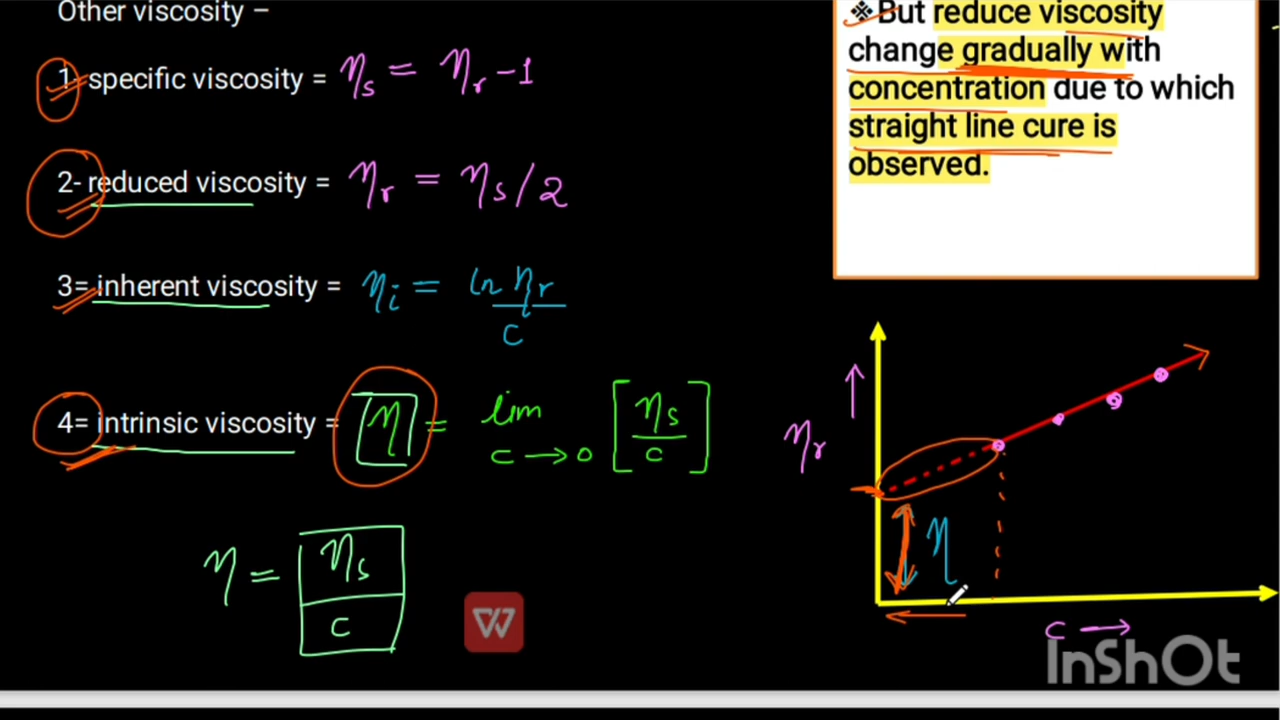 Other viscosity –
1- specific viscosity = ηs = ηr -1
2- reduced viscosity = ηr = ηs/2
3= inherent viscosity = ηi = ln ηr / c
4= intrinsic viscosity = [η] = lim c → 0 [ηs / c]
η = ηs / c
※But reduce viscosity
change gradually with
concentration due to which
straight line cure is
observed.
ηr
η
c →
InShOt